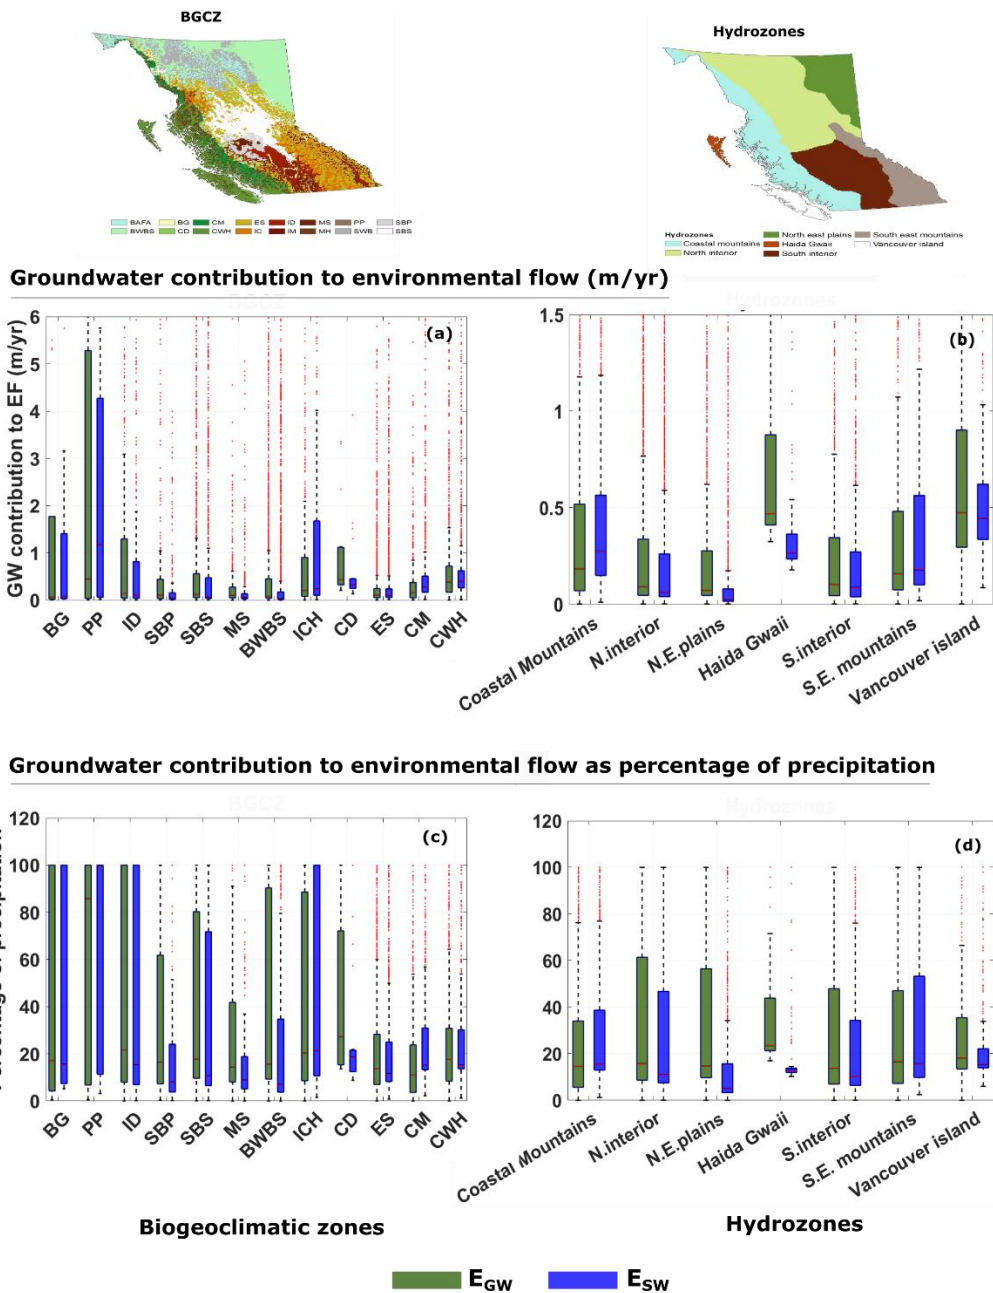 BGCZ
Hydrozones
BAFA BG CM ES ID MS PP SBP
BWBS CD CWH IC IM MH SWB SBS
Hydrozones
Coastal mountains
North interior
North east plains
Haida Gwaii
South interior
South east mountains
Vancouver island
Groundwater contribution to environmental flow (m/yr)
BGCZ
Hydrozones
GW contribution to EF (m/yr)
6
5
4
3
2
1
0
(a)
BG PP ID SBP SBS MS BWBS ICH CD ES CM CWH
1.5
1
0.5
0
(b)
Coastal Mountains
N.interior
N.E.plains
Haida Gwaii
S.interior
S.E. mountains
Vancouver island
Groundwater contribution to environmental flow as percentage of precipitation
BGCZ
Hydrozones
120
100
80
60
40
20
0
(c)
BG PP ID SBP SBS MS BWBS ICH CD ES CM CWH
120
100
80
60
40
20
0
(d)
Coastal Mountains
N.interior
N.E.plains
Haida Gwaii
S.interior
S.E. mountains
Vancouver island
Biogeoclimatic zones
Hydrozones
E_GW E_SW